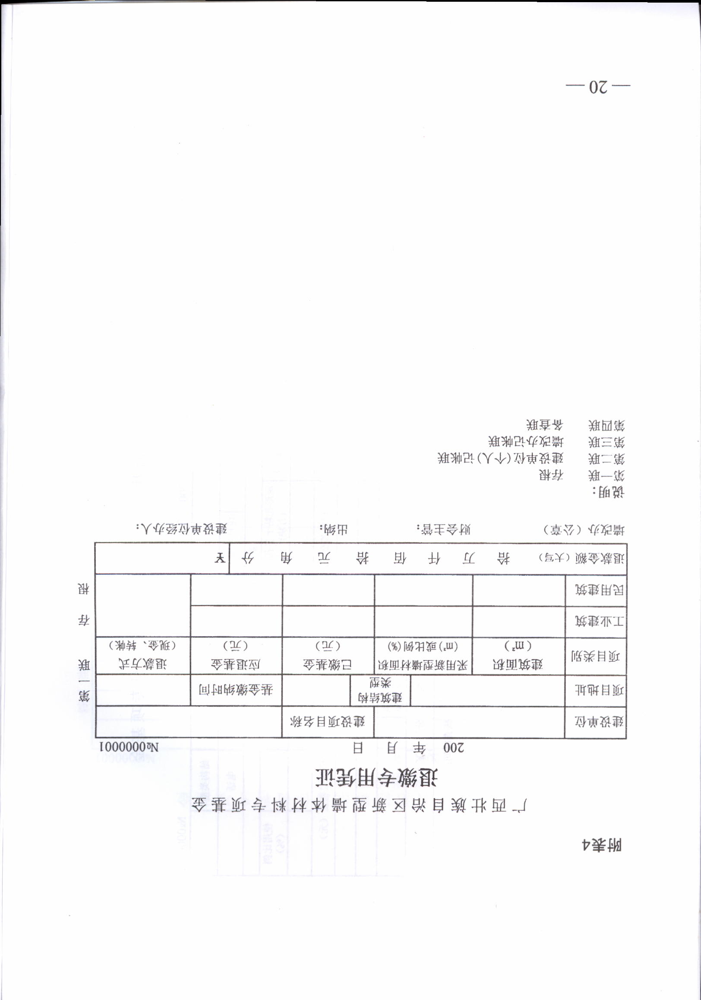 附表4
广西壮族自治区新型墙体材料专项基金
退缴专用凭证
200 年 月 日 №0000001
建设单位 建设项目名称
项目地址 建筑结构类型 基金缴纳时间
项目类别 建筑面积（m²） 采用新型墙材面积(m²)或比例(%) 已缴基金（元） 应退基金（元） 退款方式（现金、转帐）
工业建筑
民用建筑
退款金额（大写） 拾 万 仟 佰 拾 元 角 分 ￥
第一联 存根
墙改办（公章） 财会主管： 出纳： 建设单位经办人：
说明：
第一联 存根
第二联 建设单位(个人)记帐联
第三联 墙改办记帐联
第四联 备查联
— 20 —